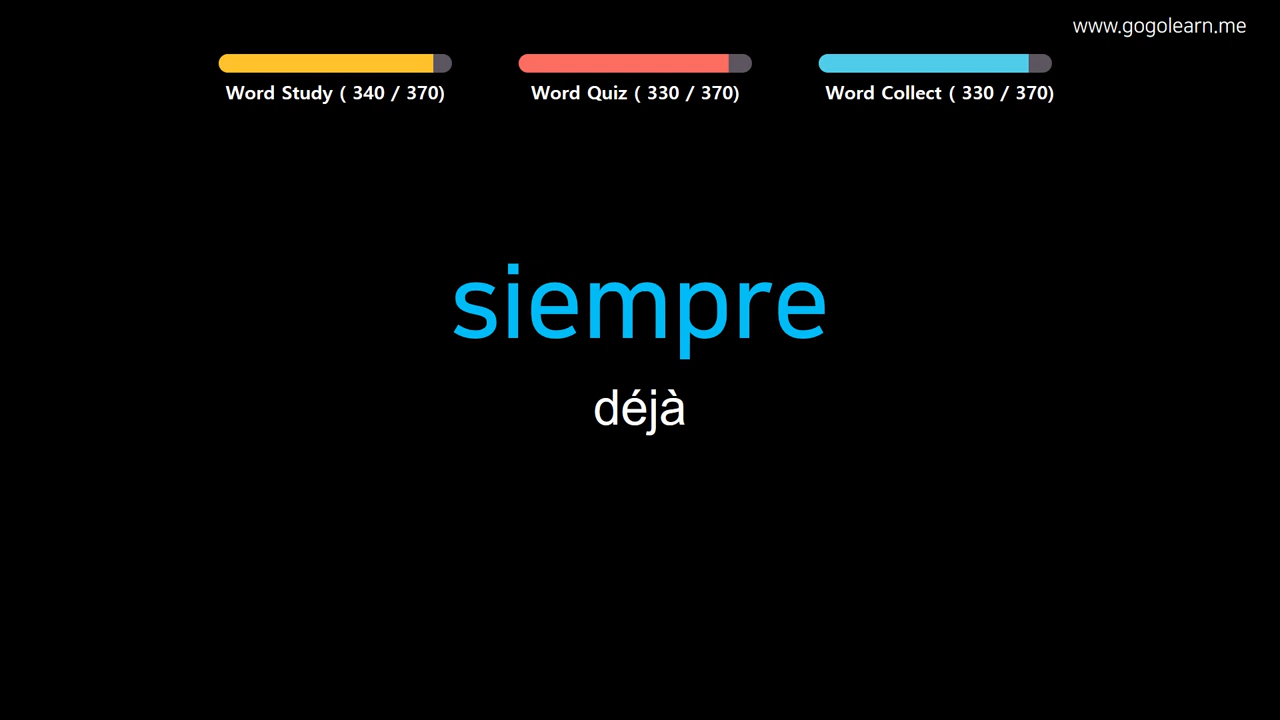 www.gogolearn.me
Word Study ( 340 / 370)
Word Quiz ( 330 / 370)
Word Collect ( 330 / 370)
siempre
déjà